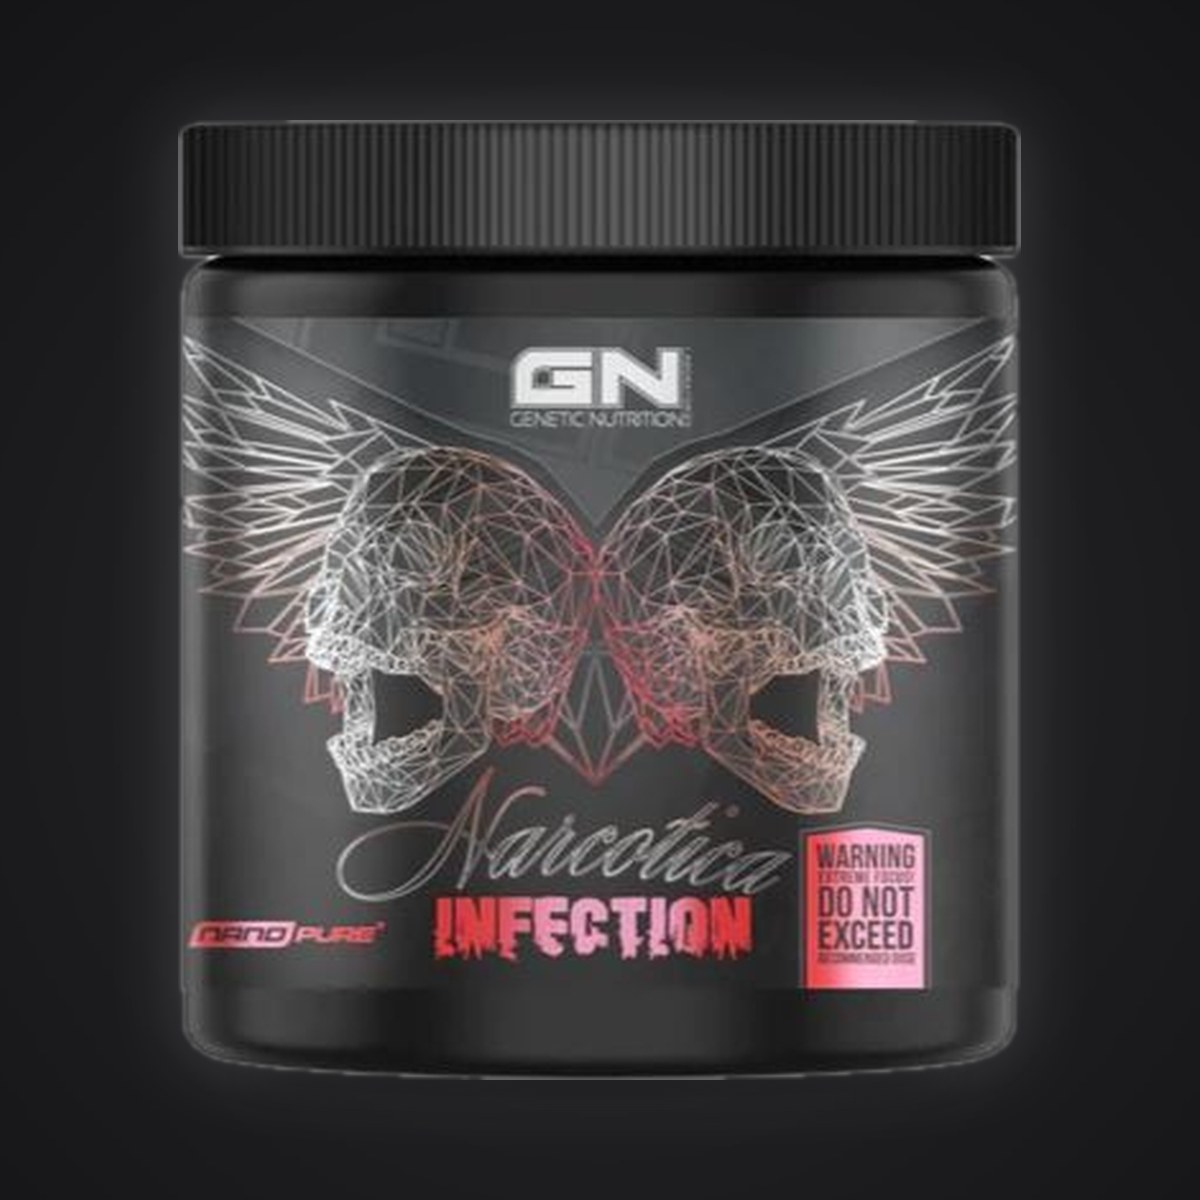 GN
GENETIC NUTRITION
Narcotica
INFECTION
NANO PURE
WARNING
EXTREME FOCUS!
DO NOT
EXCEED
RECOMMENDED DOSE